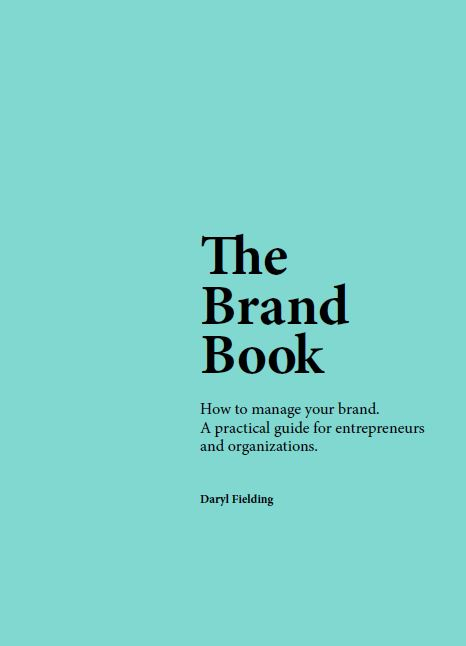 The
Brand
Book
How to manage your brand.
A practical guide for entrepreneurs
and organizations.
Daryl Fielding